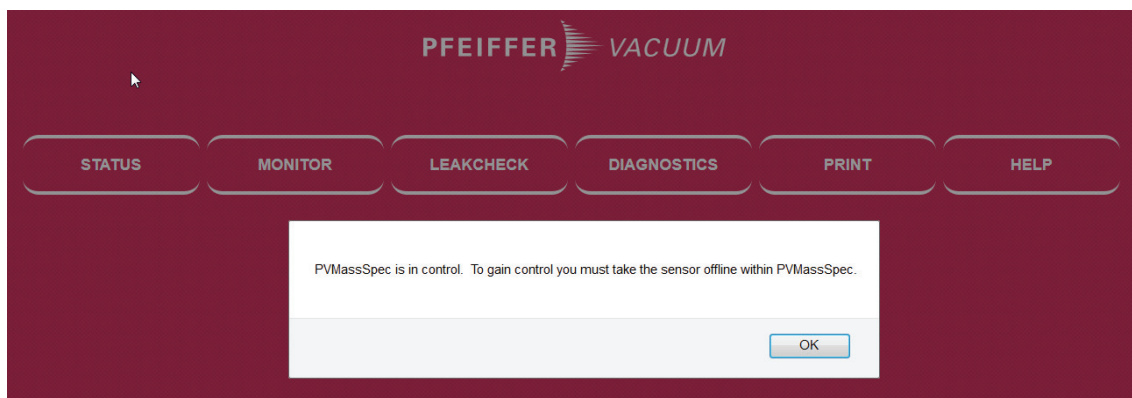 PFEIFFER VACUUM
STATUS MONITOR LEAKCHECK DIAGNOSTICS PRINT HELP
PVMassSpec is in control. To gain control you must take the sensor offline within PVMassSpec.
OK